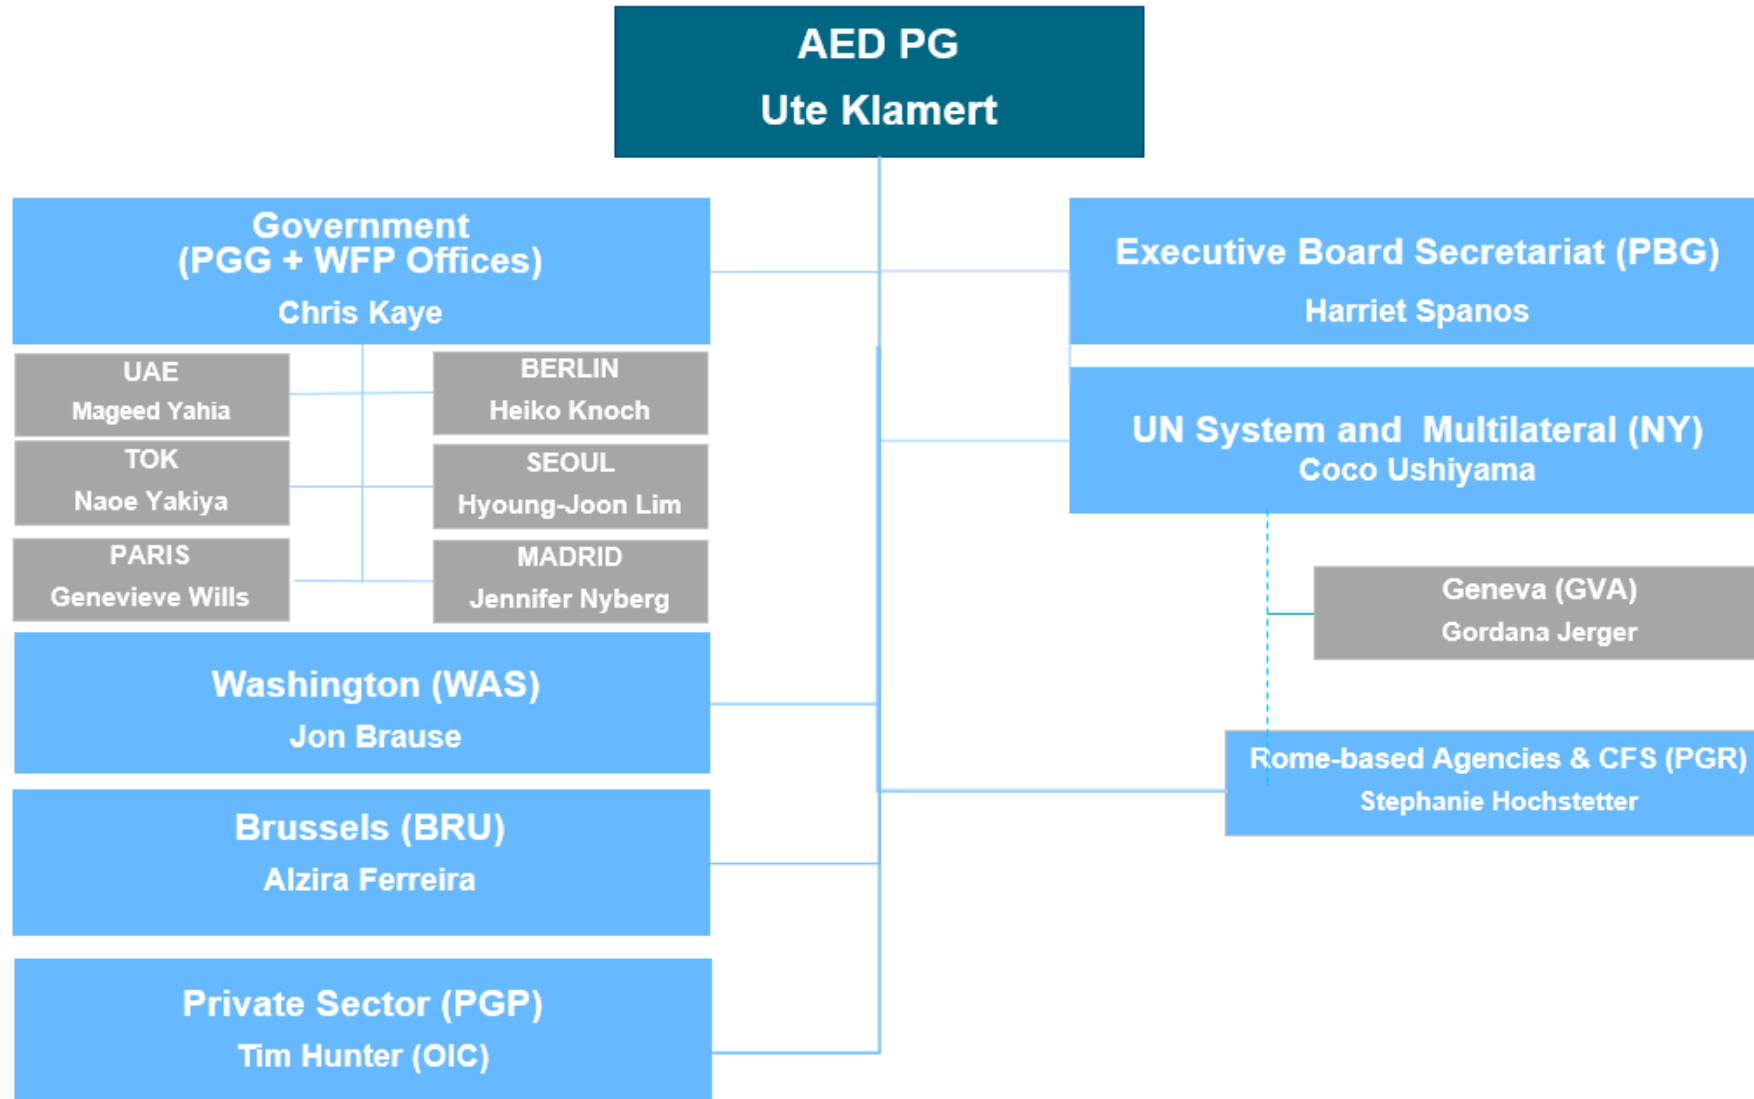 AED PG
Ute Klamert
Government
(PGG + WFP Offices)
Chris Kaye
UAE
Mageed Yahia
BERLIN
Heiko Knoch
TOK
Naoe Yakiya
SEOUL
Hyoung-Joon Lim
PARIS
Genevieve Wills
MADRID
Jennifer Nyberg
Washington (WAS)
Jon Brause
Brussels (BRU)
Alzira Ferreira
Private Sector (PGP)
Tim Hunter (OIC)
Executive Board Secretariat (PBG)
Harriet Spanos
UN System and Multilateral (NY)
Coco Ushiyama
Geneva (GVA)
Gordana Jerger
Rome-based Agencies & CFS (PGR)
Stephanie Hochstetter